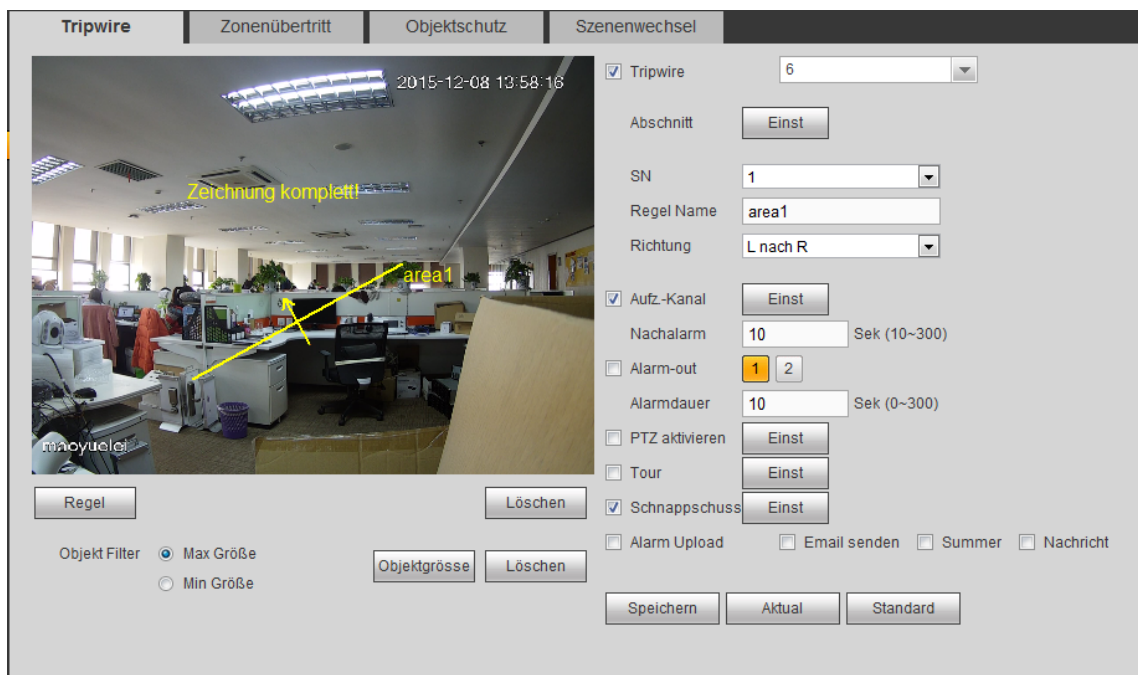 Tripwire Zonenübertritt Objektschutz Szenenwechsel
2015-12-08 13:58:16
Zeichnung komplett!
area1
maoyuelei
Regel Löschen
Objekt Filter Max Größe Objektgrösse Löschen
Min Größe
Tripwire 6
Abschnitt Einst
SN 1
Regel Name area1
Richtung L nach R
Aufz.-Kanal Einst
Nachalarm 10 Sek (10~300)
Alarm-out 1 2
Alarmdauer 10 Sek (0~300)
PTZ aktivieren Einst
Tour Einst
Schnappschuss Einst
Alarm Upload Email senden Summer Nachricht
Speichern Aktual Standard